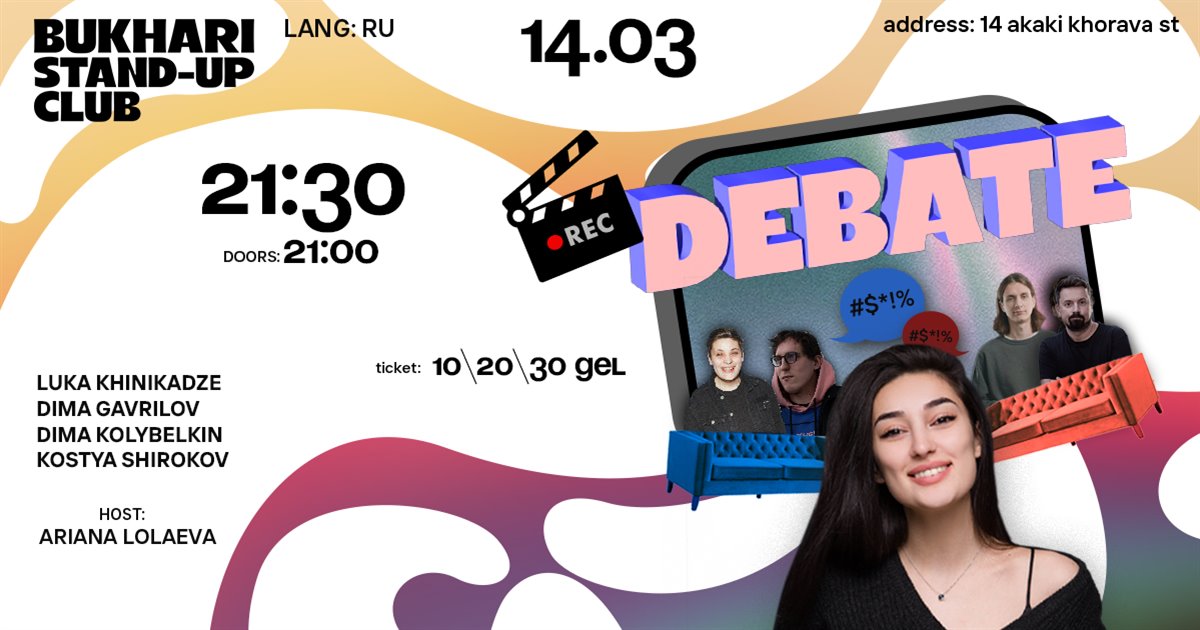 BUKHARI
STAND-UP
CLUB
LANG: RU
14.03
address: 14 akaki khorava st
21:30
DOORS: 21:00
REC
DEBATE
#$*!%
#$*!%
ticket: 10\20\30 GEL
LUKA KHINIKADZE
DIMA GAVRILOV
DIMA KOLYBELKIN
KOSTYA SHIROKOV
HOST:
ARIANA LOLAEVA